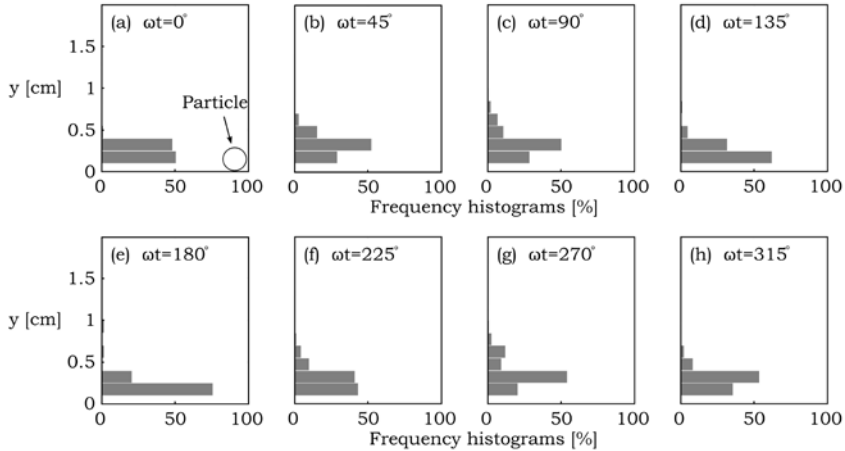 (a) ωt=0° (b) ωt=45° (c) ωt=90° (d) ωt=135°
1.5
y [cm] 1
Particle
0.5
0
0 50 100 0 50 100 0 50 100 0 50 100
Frequency histograms [%]
(e) ωt=180° (f) ωt=225° (g) ωt=270° (h) ωt=315°
1.5
y [cm] 1
0.5
0
0 50 100 0 50 100 0 50 100 0 50 100
Frequency histograms [%]